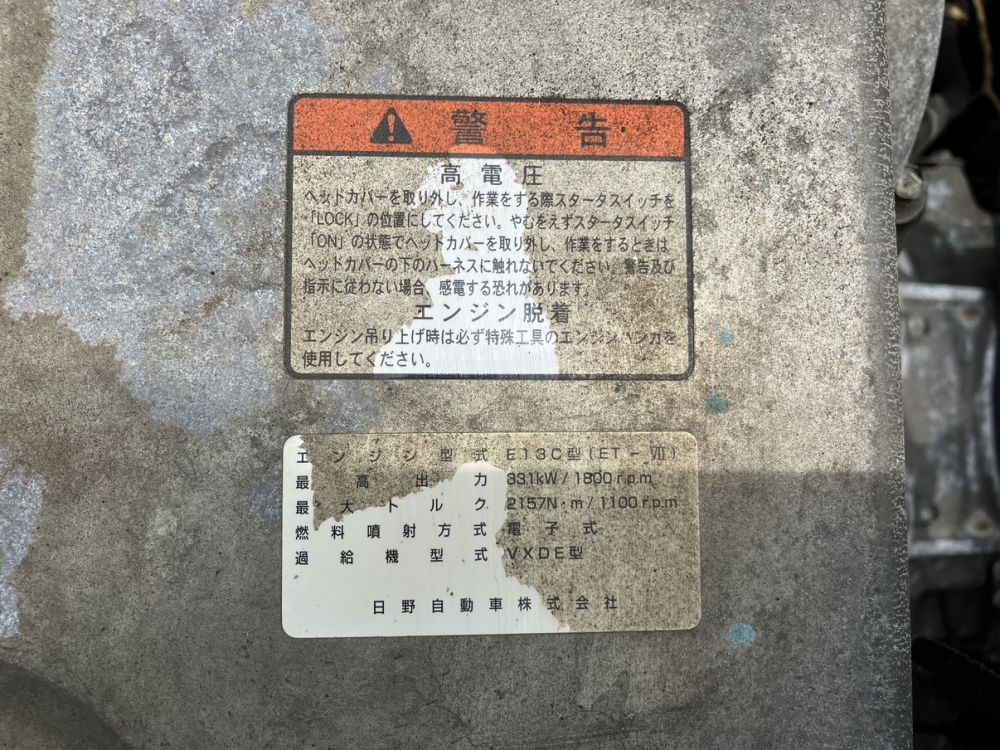 警告
高電圧
ヘッドカバーを取り外し、作業をする際スタータスイッチを
「LOCK」の位置にしてください。やむをえずスタータスイッチ
「ON」の状態でヘッドカバーを取り外し、作業をするときは
ヘッドカバーの下のハーネスに触れないでください。警告及び
指示に従わない場合、感電する恐れがあります。
エンジン脱着
エンジン吊り上げ時は必ず特殊工具のエンジンハンガを
使用してください。
エンジン型式 E13C型(ET-Ⅶ)
最高出力 331kW/1800r.p.m
最大トルク 2157N・m/1100r.p.m
燃料噴射方式 電子式
過給機型式 VXDE型
日野自動車株式会社